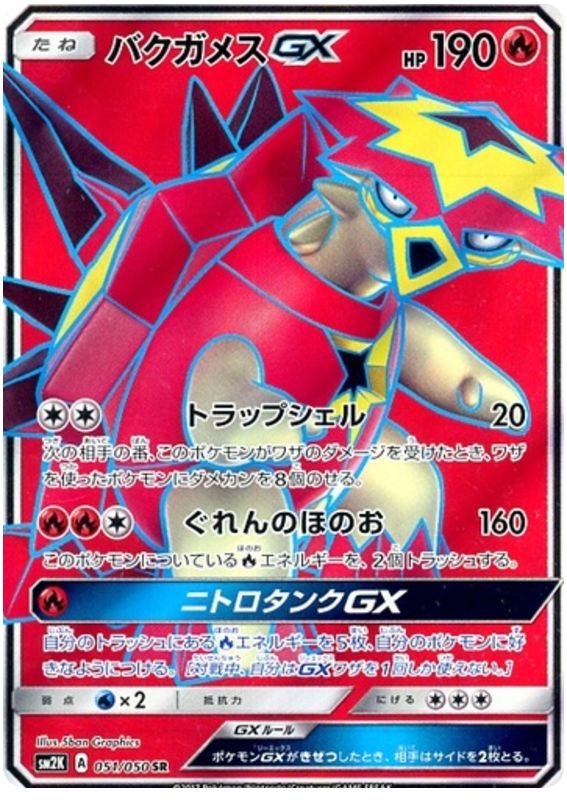 たね バクガメスGX HP 190
トラップシェル 20
次の相手の番、このポケモンがワザのダメージを受けたとき、ワザ
を使ったポケモンにダメカンを8個のせる。
ぐれんのほのお 160
このポケモンについているエネルギーを、2個トラッシュする。
ニトロタンクGX
自分のトラッシュにあるエネルギーを5枚、自分のポケモンに好
きなようにつける。[対戦中、自分はGXワザを1回しか使えない。]
弱点 ×2 抵抗力 にげる
Illus. 5ban Graphics
GXルール
SM2K A 051/050 SR
ポケモンGXがきぜつしたとき、相手はサイドを2枚とる。
©2017 Pokémon/Nintendo/Creatures/GAME FREAK